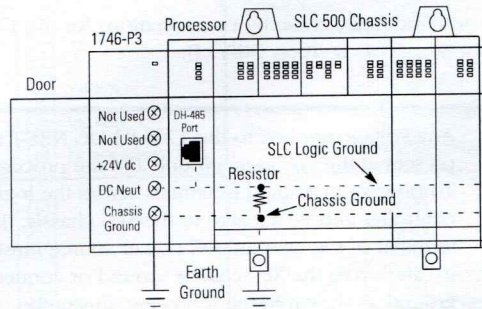 Processor
SLC 500 Chassis
1746-P3
Door
Not Used
DH-485
Port
Not Used
+24V dc
SLC Logic Ground
Resistor
DC Neut
Chassis Ground
Chassis
Ground
Earth
Ground